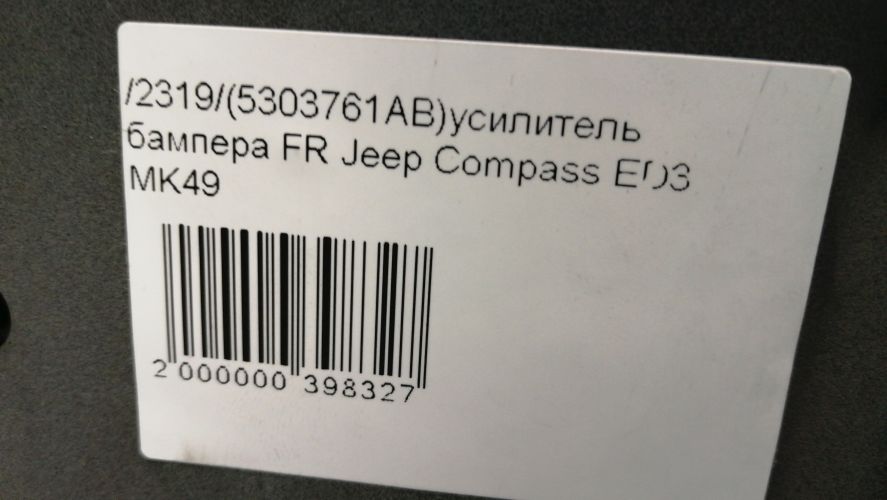 /2319/(5303761AB)усилитель
бампера FR Jeep Compass ED3
MK49
2 000000 398327